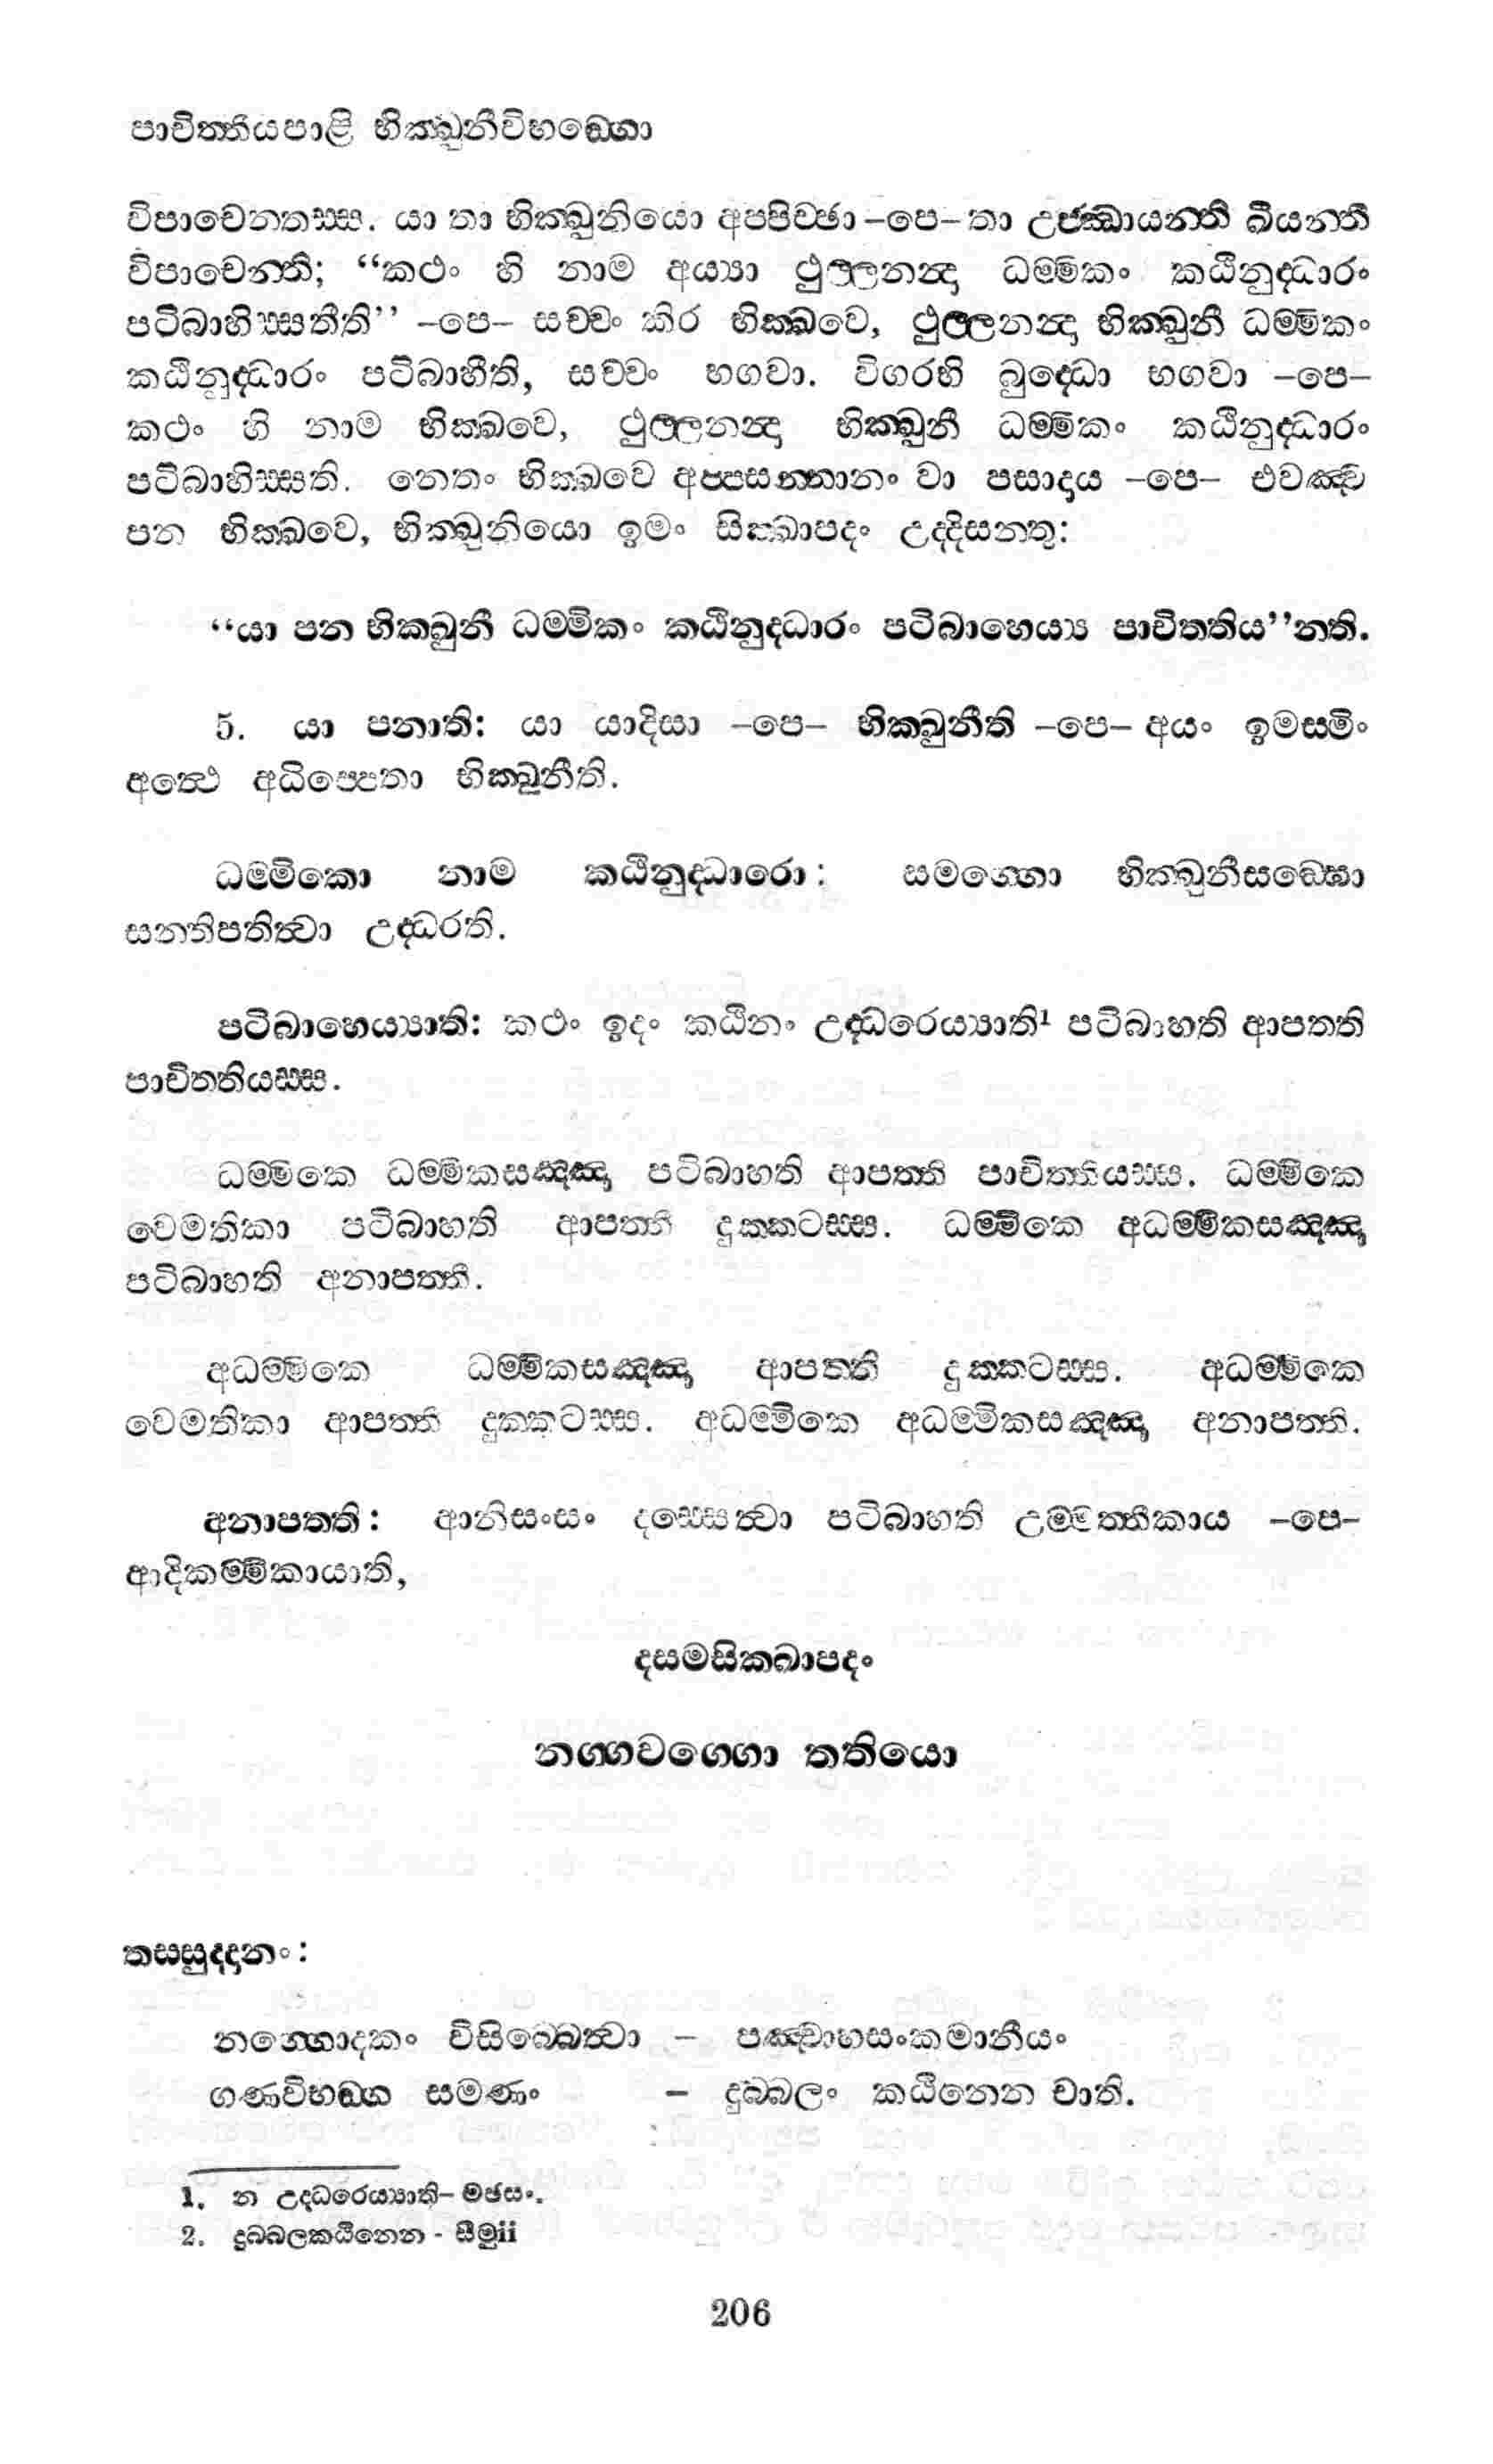 පාචිත්තියපාළි භික්ඛුනීවිභඞ්ගො
විපාචෙන්තස්ස. යා තා භික්ඛුනියො අප්පිච්ඡා –පෙ– තා උජ්ඣායන්ති ඛීයන්ති
විපාචෙන්ති; “කථං හි නාම අය්‍යා ථුල්ලනන්දා ධම්මිකං කඨිනුද්ධාරං
පටිබාහිස්සතීති” –පෙ– සච්චං කිර භික්ඛවෙ, ථුල්ලනන්දා භික්ඛුනී ධම්මිකං
කඨිනුද්ධාරං පටිබාහීති, සච්චං භගවා. විගරහි බුද්ධො භගවා –පෙ–
කථං හි නාම භික්ඛවෙ, ථුල්ලනන්දා භික්ඛුනී ධම්මිකං කඨිනුද්ධාරං
පටිබාහිස්සති. නෙතං භික්ඛවෙ අප්පසන්නානං වා පසාදාය –පෙ– එවඤ්ච
පන භික්ඛවෙ, භික්ඛුනියො ඉමං සික්ඛාපදං උද්දිසන්තු:
“යා පන භික්ඛුනී ධම්මිකං කඨිනුද්ධාරං පටිබාහෙය්‍ය පාචිත්තිය”න්ති.
5. යා පනාති: යා යාදිසා –පෙ– භික්ඛුනීති –පෙ– අයං ඉමස්මිං
අත්ථෙ අධිප්පෙතා භික්ඛුනීති.
ධම්මිකො නාම කඨිනුද්ධාරො: සමග්ගො භික්ඛුනීසඞ්ඝො
සන්තිපතිත්වා උද්ධරති.
පටිබාහෙය්‍යාති: කථං ඉදං කඨිනං උද්ධරෙය්‍යාති¹ පටිබාහති ආපත්ති
පාචිත්තියස්ස.
ධම්මිකෙ ධම්මිකසඤ්ඤා පටිබාහති ආපත්ති පාචිත්තියස්ස. ධම්මිකෙ
වෙමතිකා පටිබාහති ආපත්ති දුක්කටස්ස. ධම්මිකෙ අධම්මිකසඤ්ඤා
පටිබාහති අනාපත්ති.
අධම්මිකෙ ධම්මිකසඤ්ඤා ආපත්ති දුක්කටස්ස. අධම්මිකෙ
වෙමතිකා ආපත්ති දුක්කටස්ස. අධම්මිකෙ අධම්මිකසඤ්ඤා අනාපත්ති.
අනාපත්ති: ආනිසංසං දස්සෙත්වා පටිබාහති උම්මත්තිකාය –පෙ–
ආදිකම්මිකායාති,
දසමසික්ඛාපදං
නග්ගවග්ගො තතියො
තස්සුද්දානං:
නග්ගොදකං විසිබ්බෙත්වා – පඤ්චාහසංකමානීයං
ගණවිභඞ්ග සමණං – දුබ්බලං කඨිනෙන චාති.
1. න උද්ධරෙය්‍යාති– මඡසං.
2. දුබ්බලකඨිනෙන - සීමුii
206